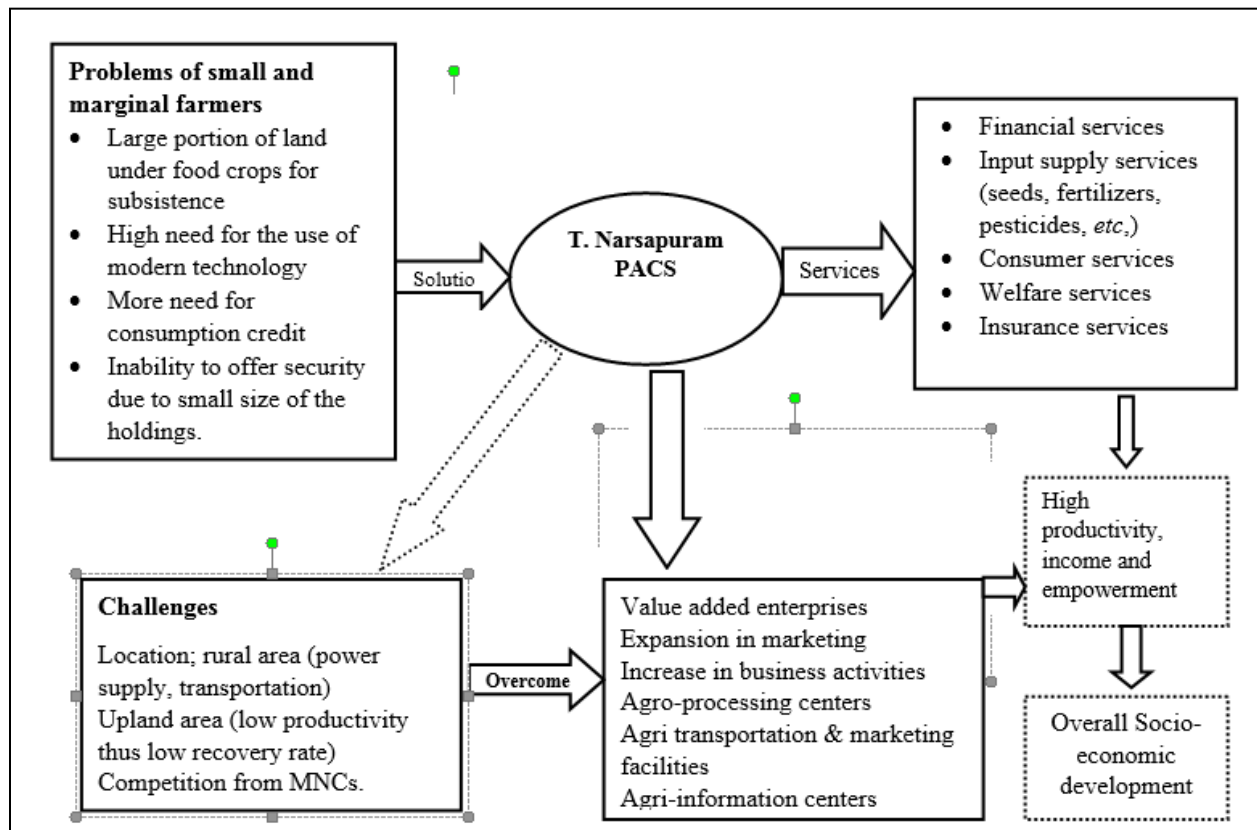 Problems of small and
marginal farmers
• Large portion of land
under food crops for
subsistence
• High need for the use of
modern technology
• More need for
consumption credit
• Inability to offer security
due to small size of the
holdings.
Solutio
T. Narsapuram
PACS
Services
• Financial services
• Input supply services
(seeds, fertilizers,
pesticides, etc,)
• Consumer services
• Welfare services
• Insurance services
High
productivity,
income and
empowerment
Challenges
Location; rural area (power
supply, transportation)
Upland area (low productivity
thus low recovery rate)
Competition from MNCs.
Overcome
Value added enterprises
Expansion in marketing
Increase in business activities
Agro-processing centers
Agri transportation & marketing
facilities
Agri-information centers
Overall Socio-
economic
development